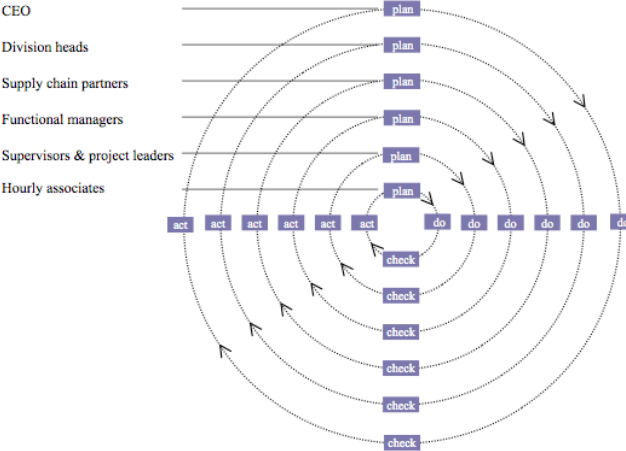 CEO
plan
Division heads
plan
Supply chain partners
plan
Functional managers
plan
Supervisors & project leaders
plan
Hourly associates
plan
act act act act act act do do do do do do
check
check
check
check
check
check